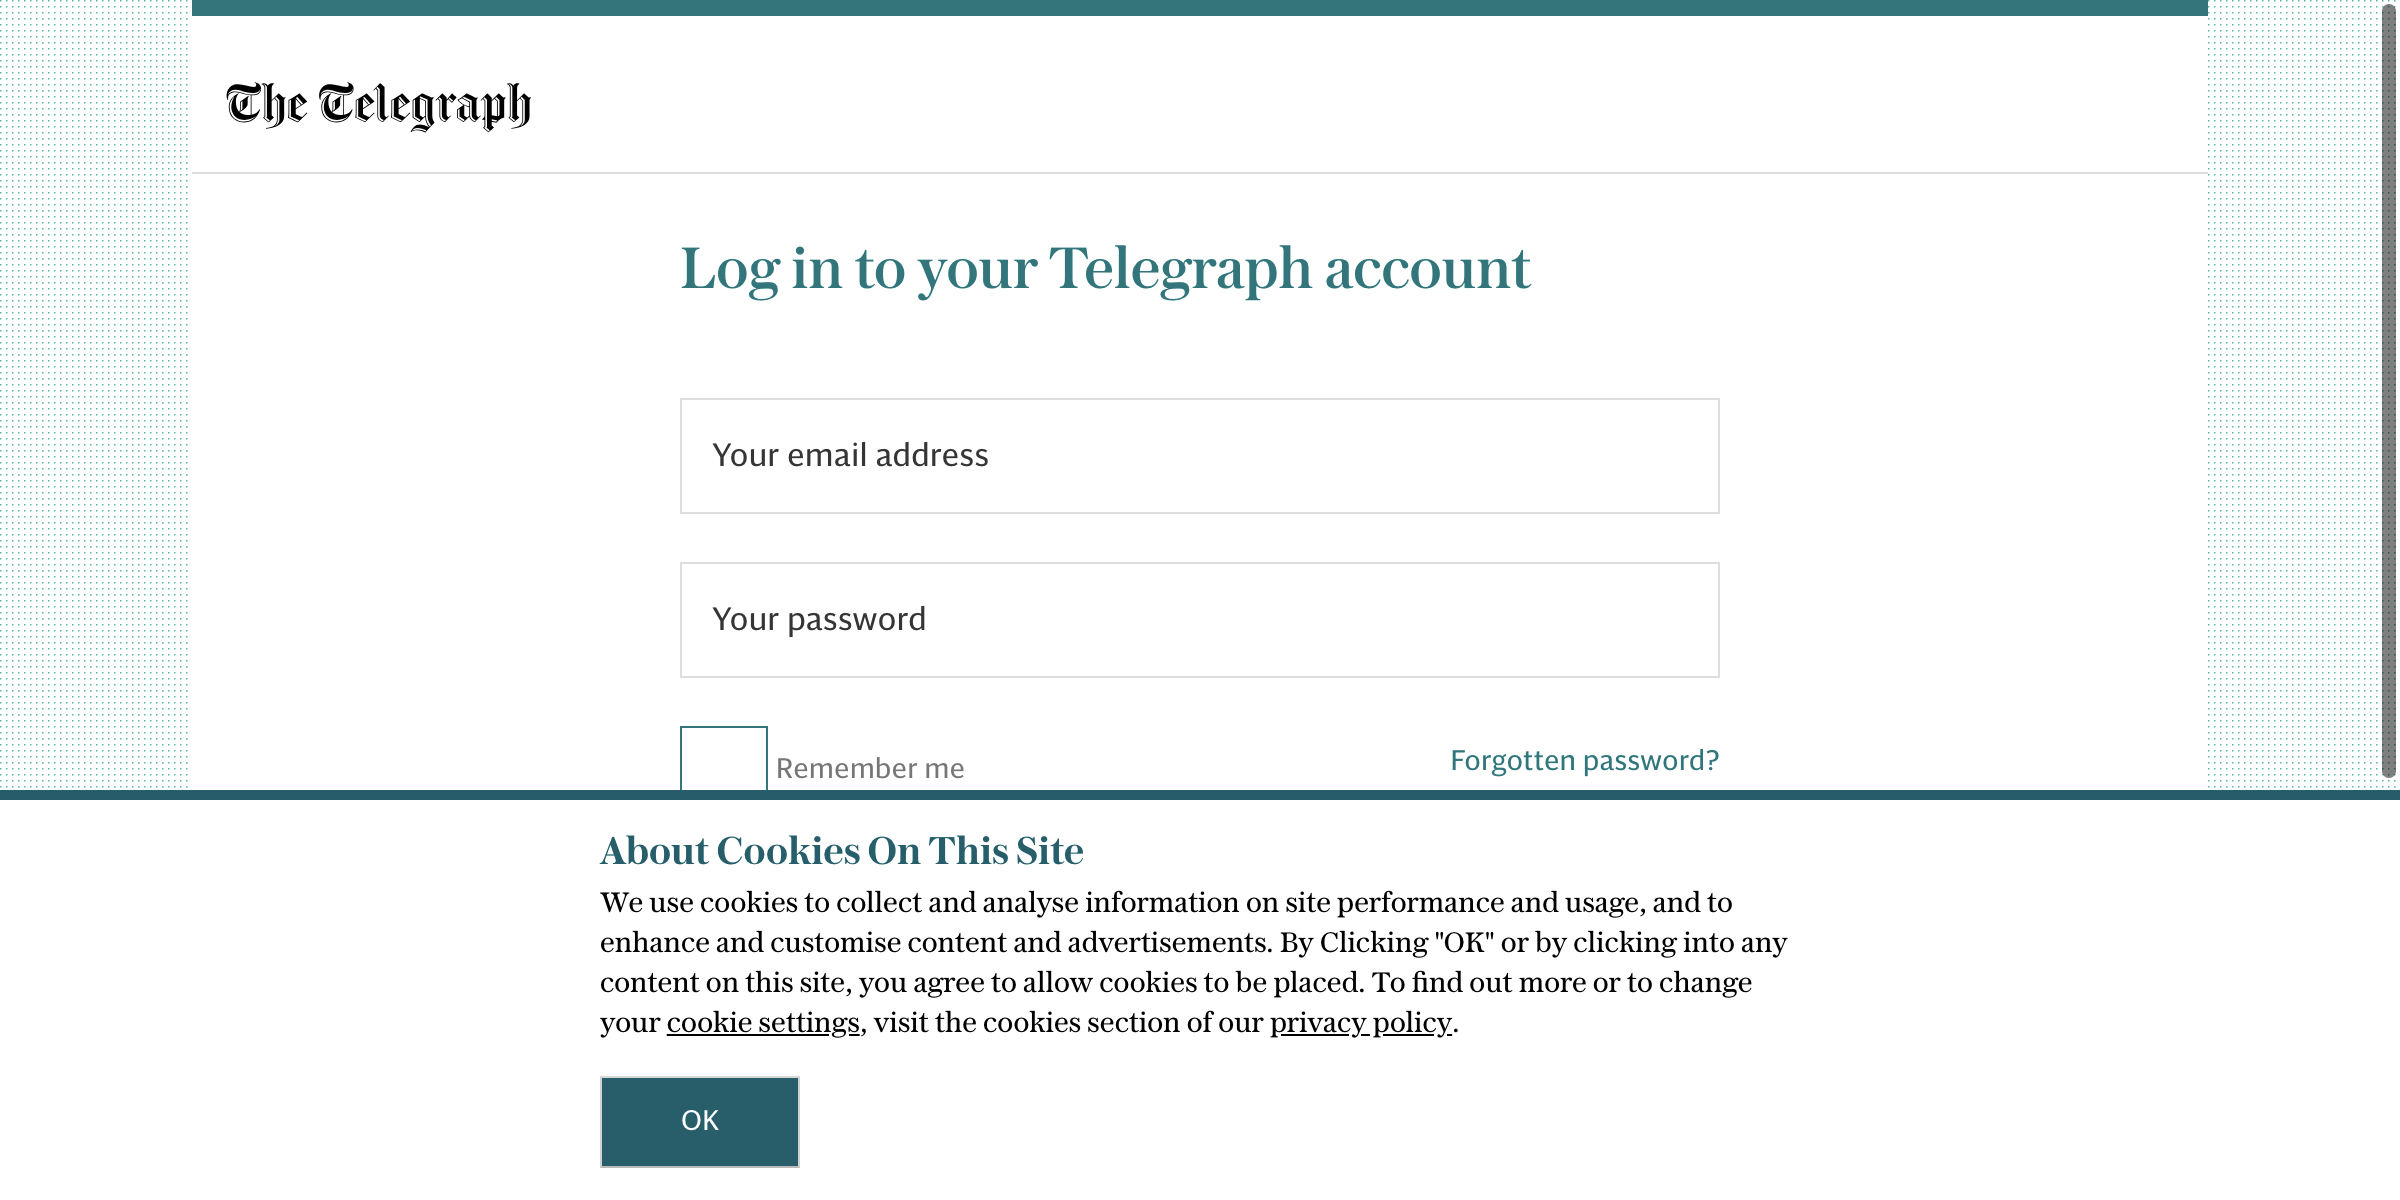 The Telegraph
Log in to your Telegraph account
Your email address
Your password
Remember me
Forgotten password?
About Cookies On This Site
We use cookies to collect and analyse information on site performance and usage, and to
enhance and customise content and advertisements. By Clicking "OK" or by clicking into any
content on this site, you agree to allow cookies to be placed. To find out more or to change
your cookie settings, visit the cookies section of our privacy policy.
OK